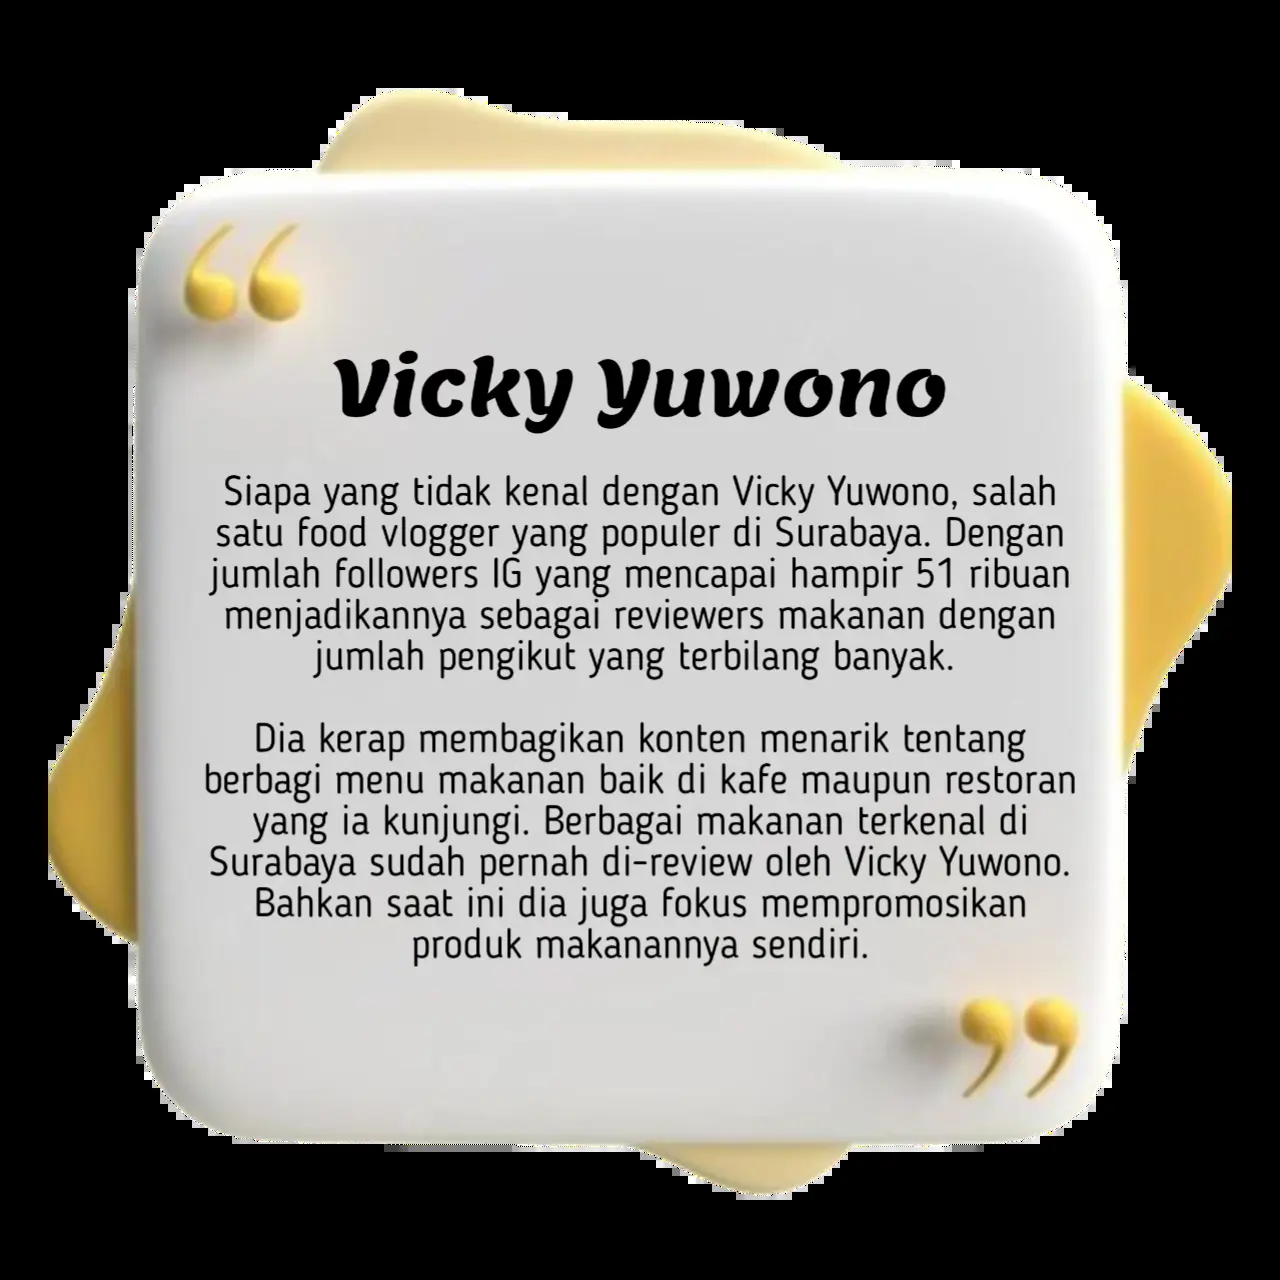 Vicky Yuwono
Siapa yang tidak kenal dengan Vicky Yuwono, salah
satu food vlogger yang populer di Surabaya. Dengan
jumlah followers IG yang mencapai hampir 51 ribuan
menjadikannya sebagai reviewers makanan dengan
jumlah pengikut yang terbilang banyak.
Dia kerap membagikan konten menarik tentang
berbagi menu makanan baik di kafe maupun restoran
yang ia kunjungi. Berbagai makanan terkenal di
Surabaya sudah pernah di-review oleh Vicky Yuwono.
Bahkan saat ini dia juga fokus mempromosikan
produk makanannya sendiri.